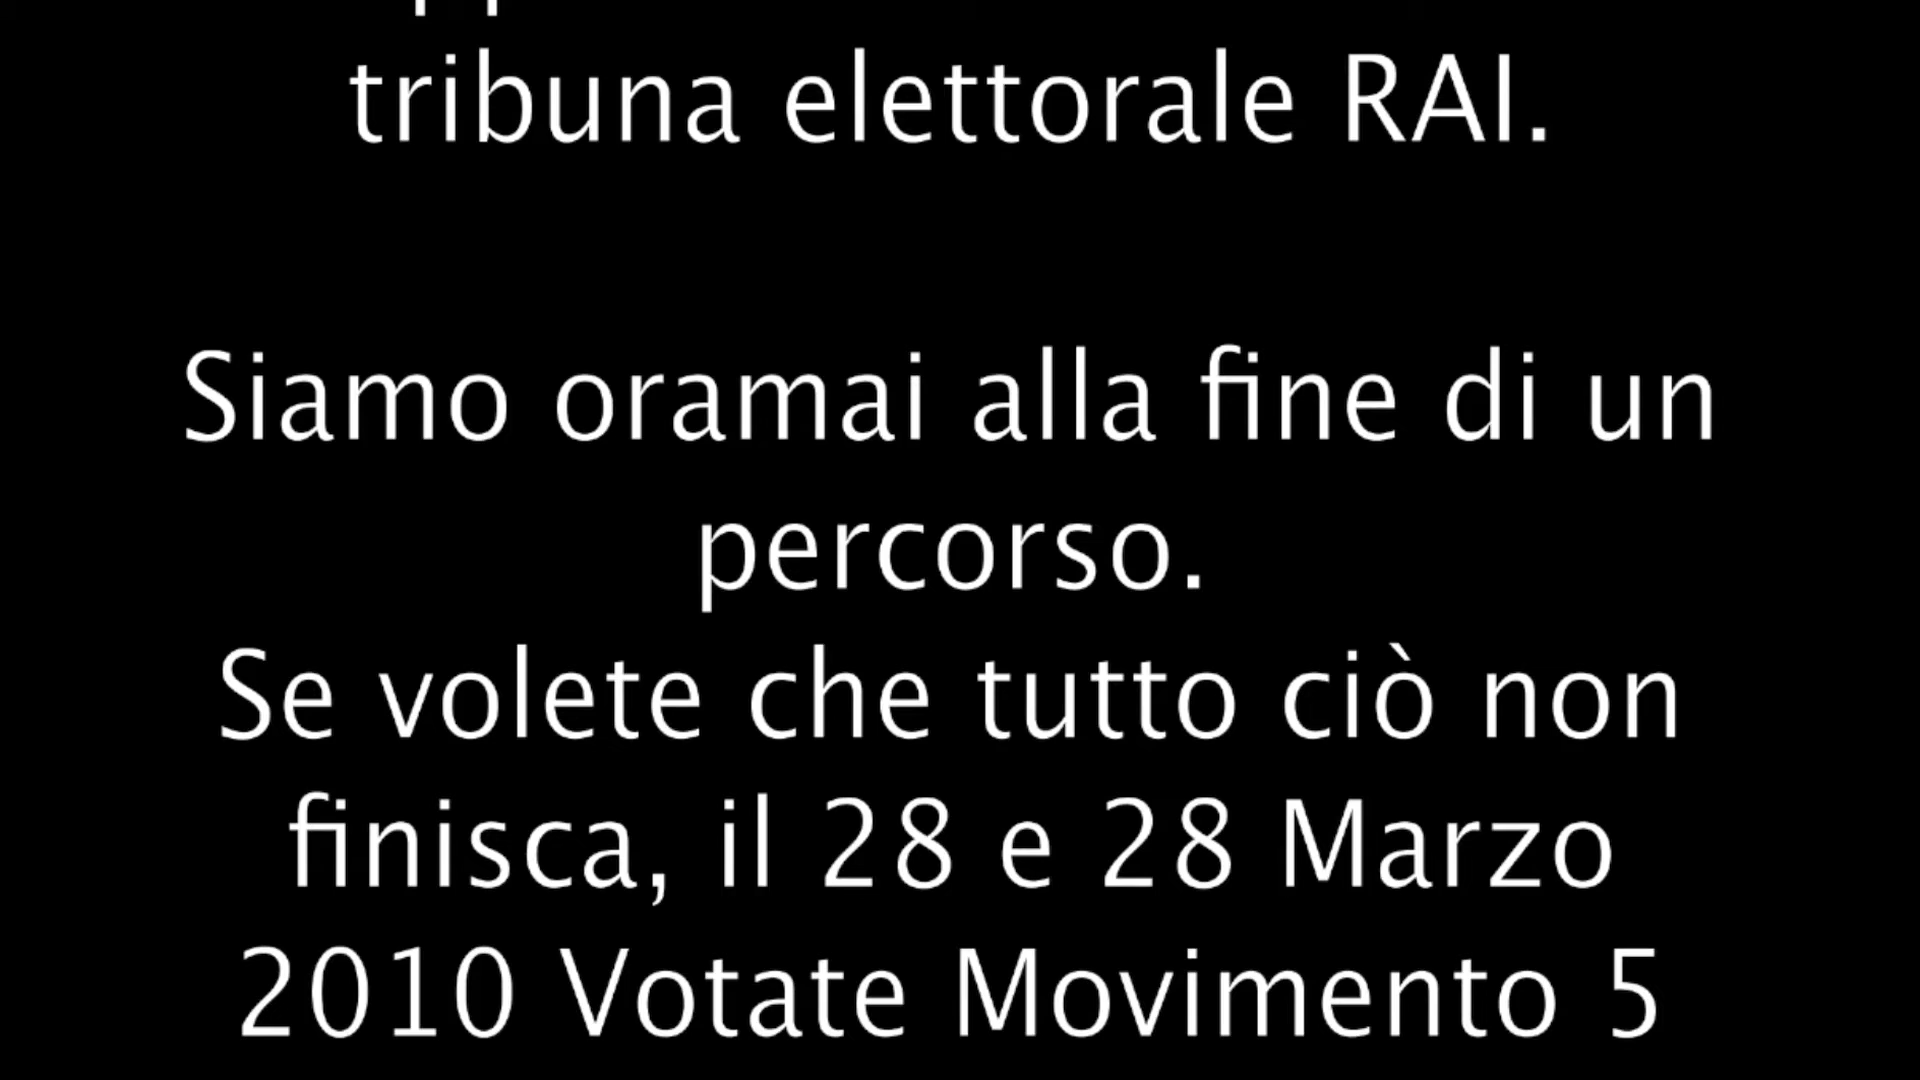 tribuna elettorale RAI.
Siamo oramai alla fine di un
percorso.
Se volete che tutto ciò non
finisca, il 28 e 28 Marzo
2010 Votate Movimento 5